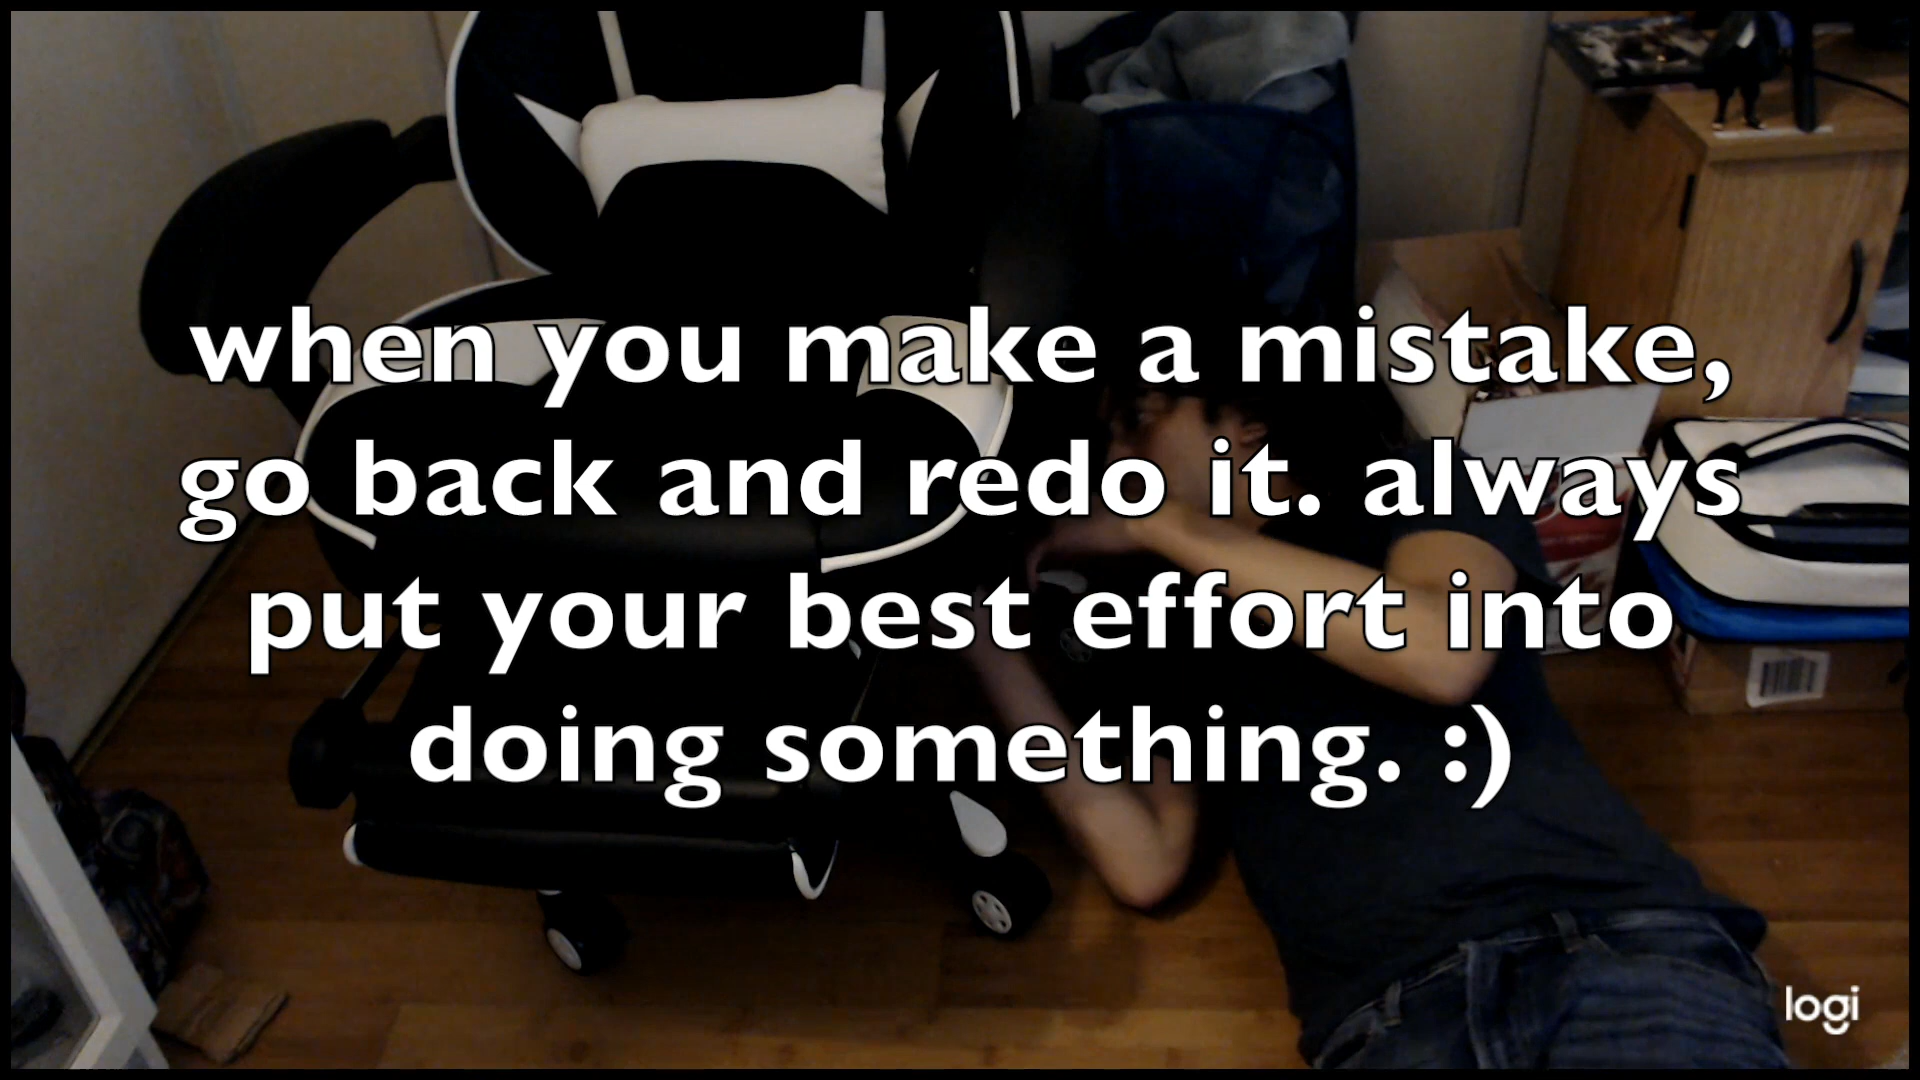 when you make a mistake,
go back and redo it. always
put your best effort into
doing something. :)
logi